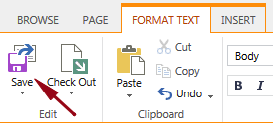 BROWSE PAGE FORMAT TEXT INSERT
Save Check Out Paste Cut
Copy
Undo
Body
B I
Edit Clipboard